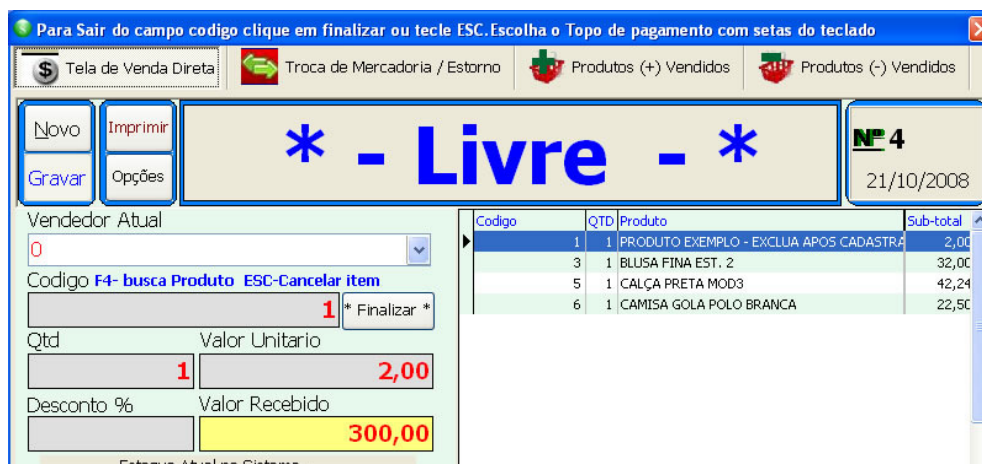 Para Sair do campo codigo clique em finalizar ou tecle ESC.Escolha o Topo de pagamento com setas do teclado
Tela de Venda Direta Troca de Mercadoria / Estorno Produtos (+) Vendidos Produtos (-) Vendidos
Novo Imprimir
Gravar Opções
* - Livre - *
Nº 4
21/10/2008
Vendedor Atual
0
Codigo F4- busca Produto ESC-Cancelar item
1 * Finalizar *
Qtd Valor Unitario
1 2,00
Desconto % Valor Recebido
300,00
Estoque Atual no Sistema
Codigo QTD Produto Sub-total
1 1 PRODUTO EXEMPLO - EXCLUA APOS CADASTRA 2,00
3 1 BLUSA FINA EST. 2 32,00
5 1 CALÇA PRETA MOD3 42,24
6 1 CAMISA GOLA POLO BRANCA 22,50